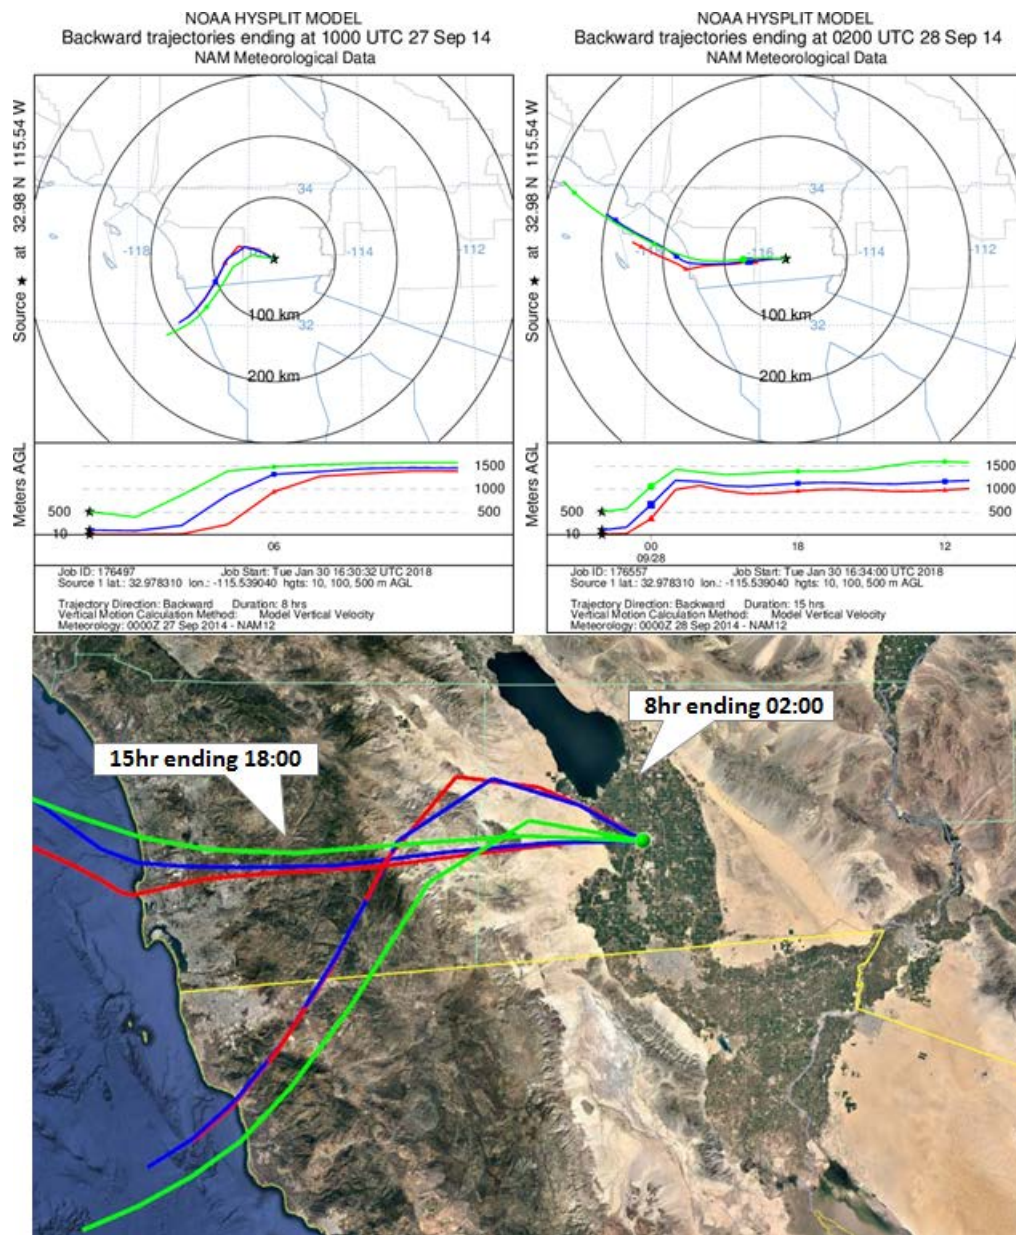 NOAA HYSPLIT MODEL
Backward trajectories ending at 1000 UTC 27 Sep 14
NAM Meteorological Data
Source ★ at 32.98 N 115.54 W
34
-118
-114
-112
100 km
32
200 km
Meters AGL
1500
1000
500
500
10
06
Job ID: 176497 Job Start: Tue Jan 30 16:30:32 UTC 2018
Source 1 lat.: 32.978310 lon.: -115.539040 hgts: 10, 100, 500 m AGL
Trajectory Direction: Backward Duration: 8 hrs
Vertical Motion Calculation Method: Model Vertical Velocity
Meteorology: 0000Z 27 Sep 2014 - NAM12
NOAA HYSPLIT MODEL
Backward trajectories ending at 0200 UTC 28 Sep 14
NAM Meteorological Data
Source ★ at 32.98 N 115.54 W
34
-116
-114
-112
100 km
32
200 km
Meters AGL
1500
1000
500
500
10
00
18
12
09/28
Job ID: 176557 Job Start: Tue Jan 30 16:34:00 UTC 2018
Source 1 lat.: 32.978310 lon.: -115.539040 hgts: 10, 100, 500 m AGL
Trajectory Direction: Backward Duration: 15 hrs
Vertical Motion Calculation Method: Model Vertical Velocity
Meteorology: 0000Z 28 Sep 2014 - NAM12
8hr ending 02:00
15hr ending 18:00